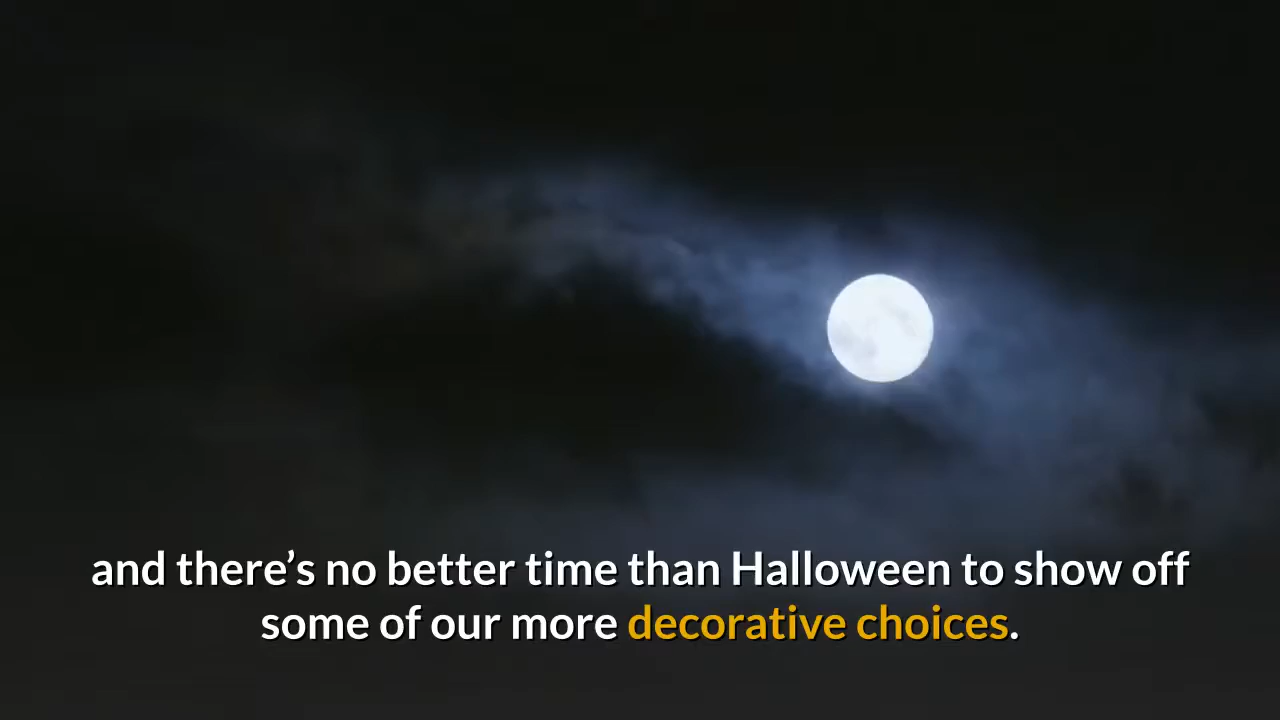 and there’s no better time than Halloween to show off
some of our more decorative choices.